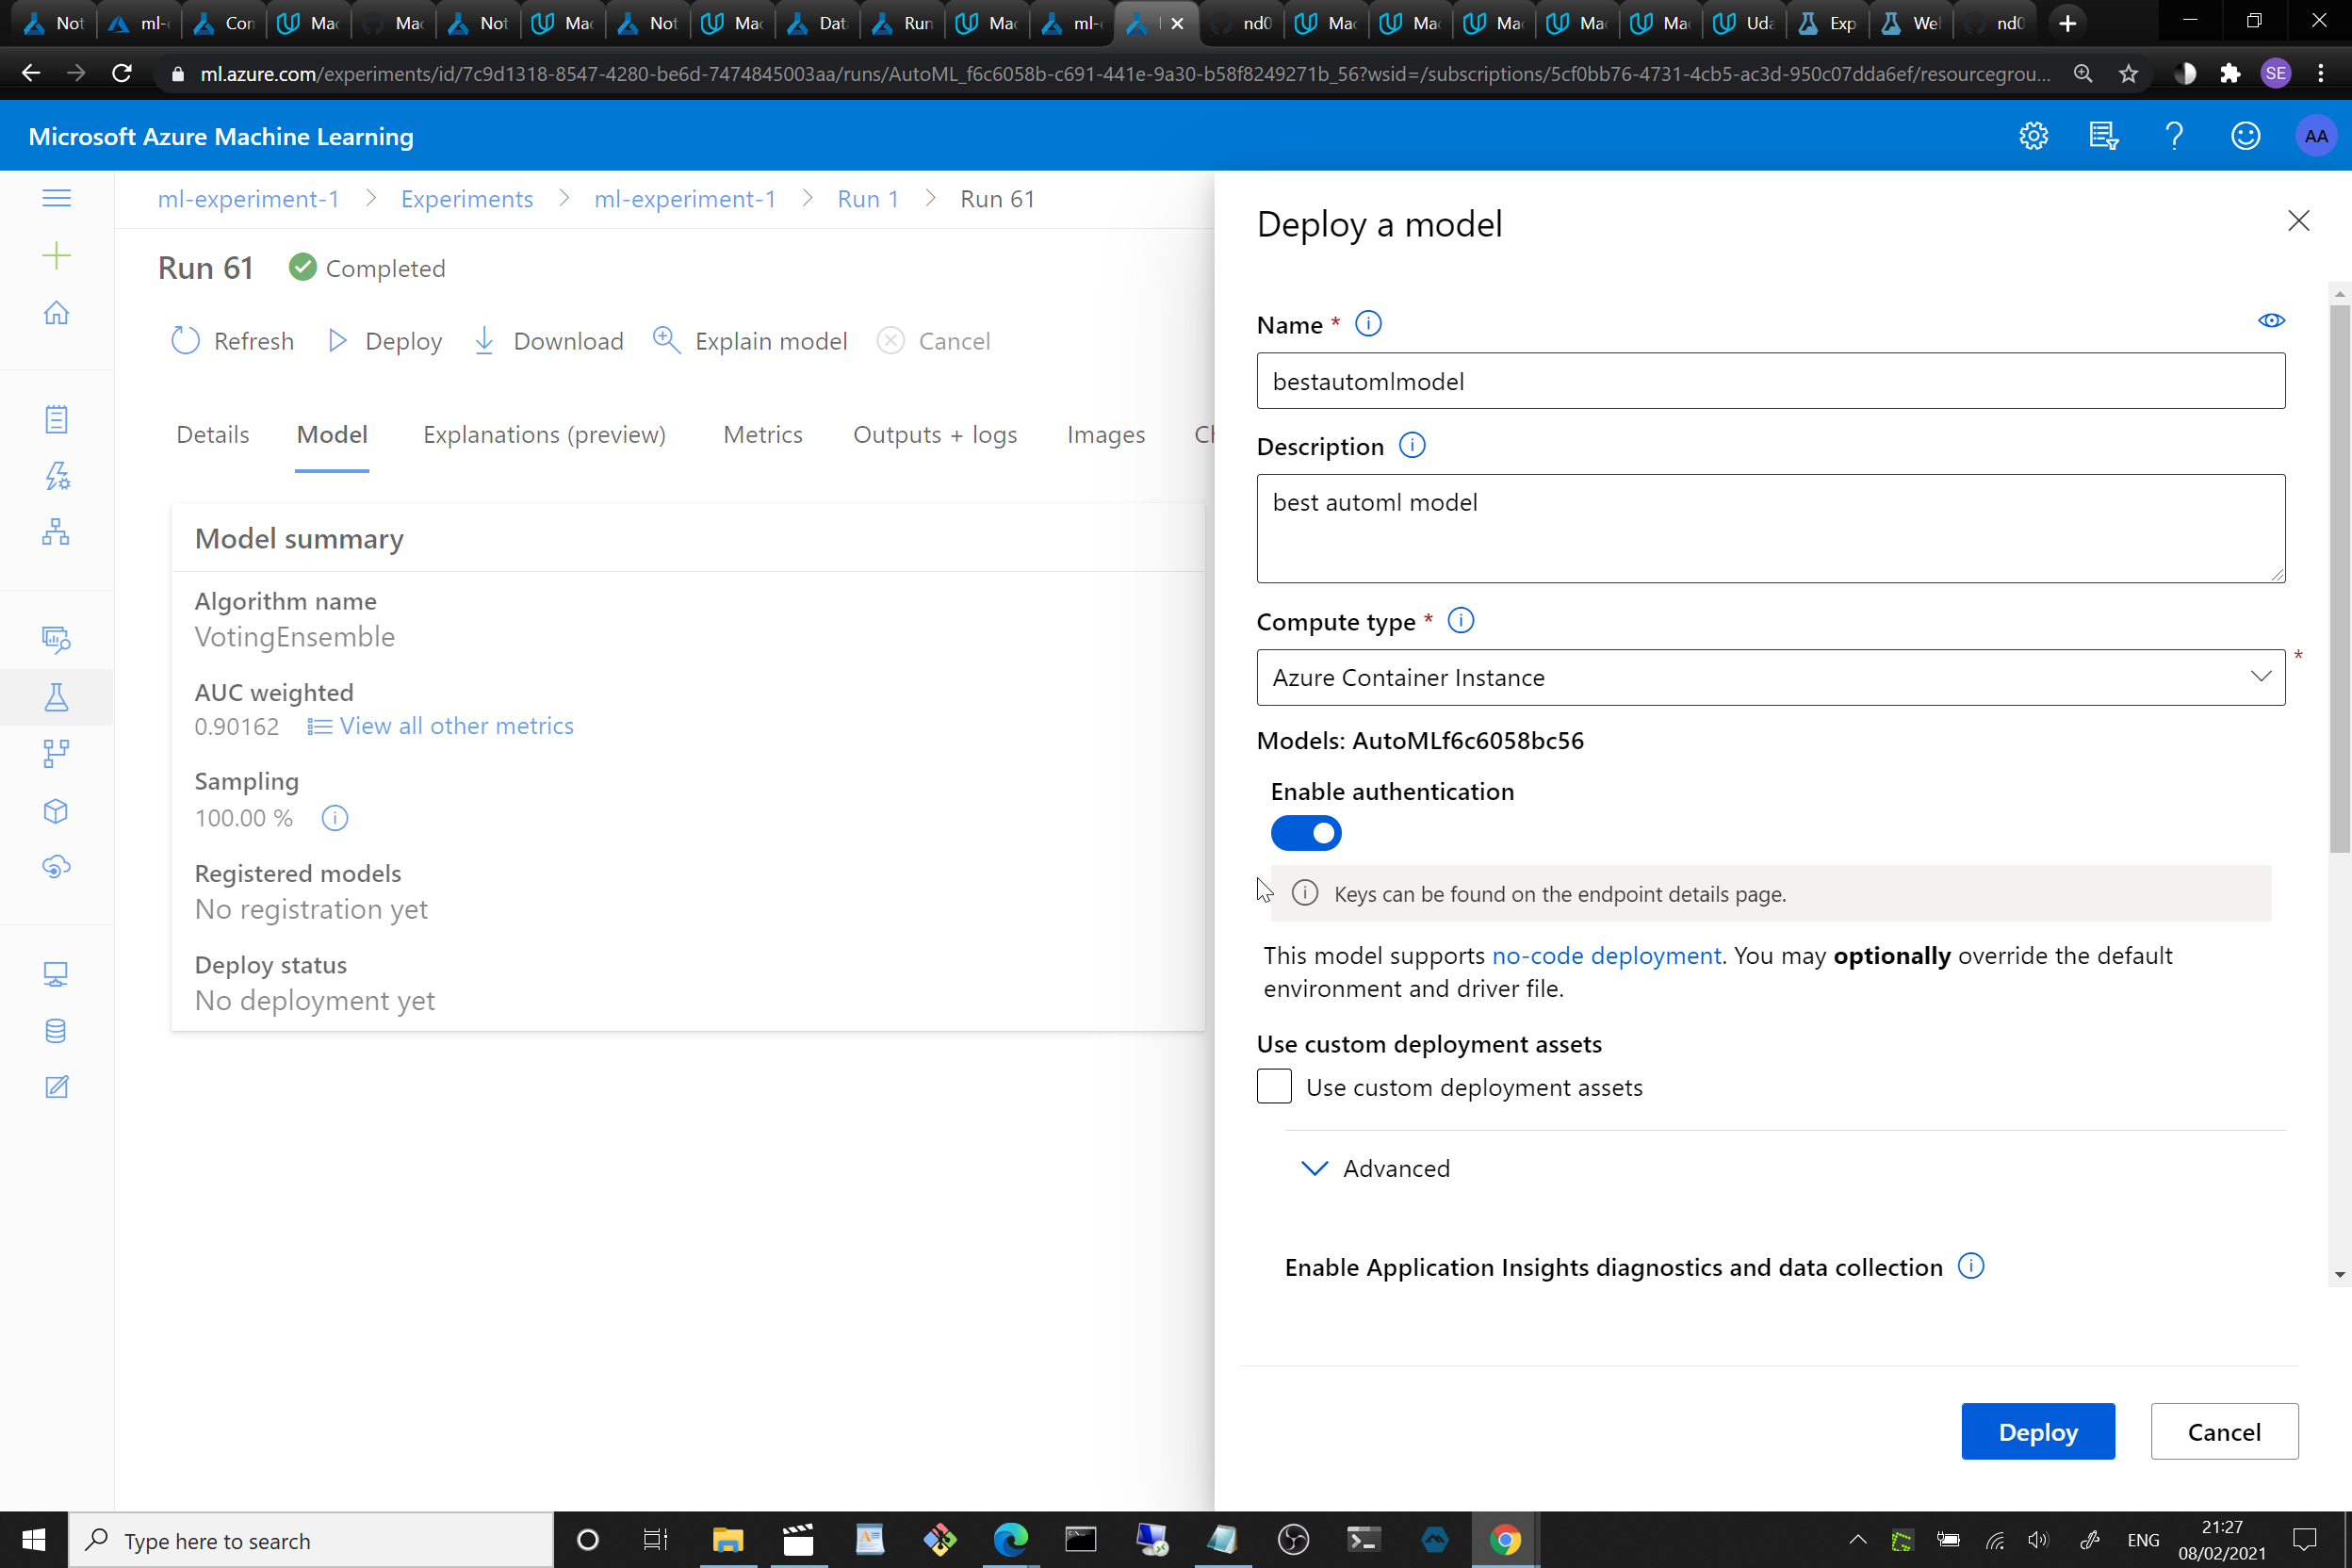 Not
ml-
Con
Mac
Mac
Not
Mac
Not
Mac
Dat
Run
Mac
ml-
nd0
Mac
Mac
Mac
Mac
Mac
Uda
Exp
Wel
nd0
ml.azure.com/experiments/id/7c9d1318-8547-4280-be6d-7474845003aa/runs/AutoML_f6c6058b-c691-441e-9a30-b58f8249271b_56?wsid=/subscriptions/5cf0bb76-4731-4cb5-ac3d-950c07dda6ef/resourcegrou...
SE
Microsoft Azure Machine Learning
AA
ml-experiment-1 > Experiments > ml-experiment-1 > Run 1 > Run 61
Run 61 Completed
Refresh Deploy Download Explain model Cancel
Details Model Explanations (preview) Metrics Outputs + logs Images
Model summary
Algorithm name
VotingEnsemble
AUC weighted
0.90162 View all other metrics
Sampling
100.00 %
Registered models
No registration yet
Deploy status
No deployment yet
Deploy a model
Name *
bestautomlmodel
Description
best automl model
Compute type *
Azure Container Instance
*
Models: AutoMLf6c6058bc56
Enable authentication
Keys can be found on the endpoint details page.
This model supports no-code deployment. You may optionally override the default
environment and driver file.
Use custom deployment assets
Use custom deployment assets
Advanced
Enable Application Insights diagnostics and data collection
Deploy Cancel
Type here to search
ENG
21:27
08/02/2021